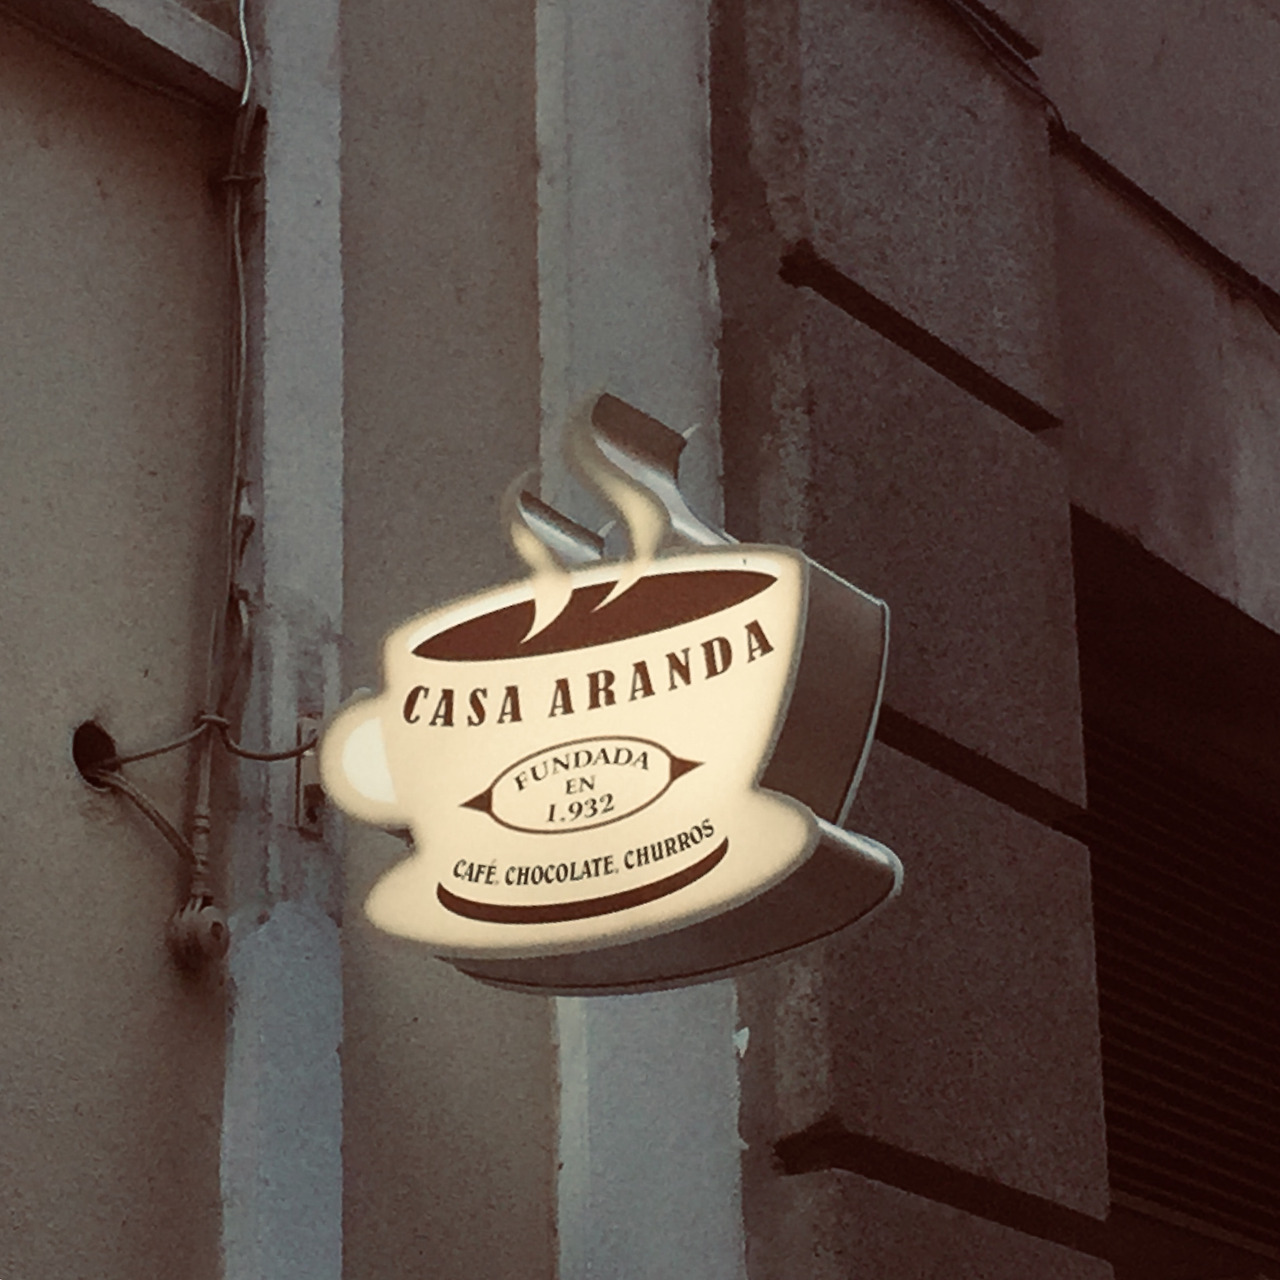 CASA ARANDA
FUNDADA
EN
1.932
CAFÉ, CHOCOLATE, CHURROS